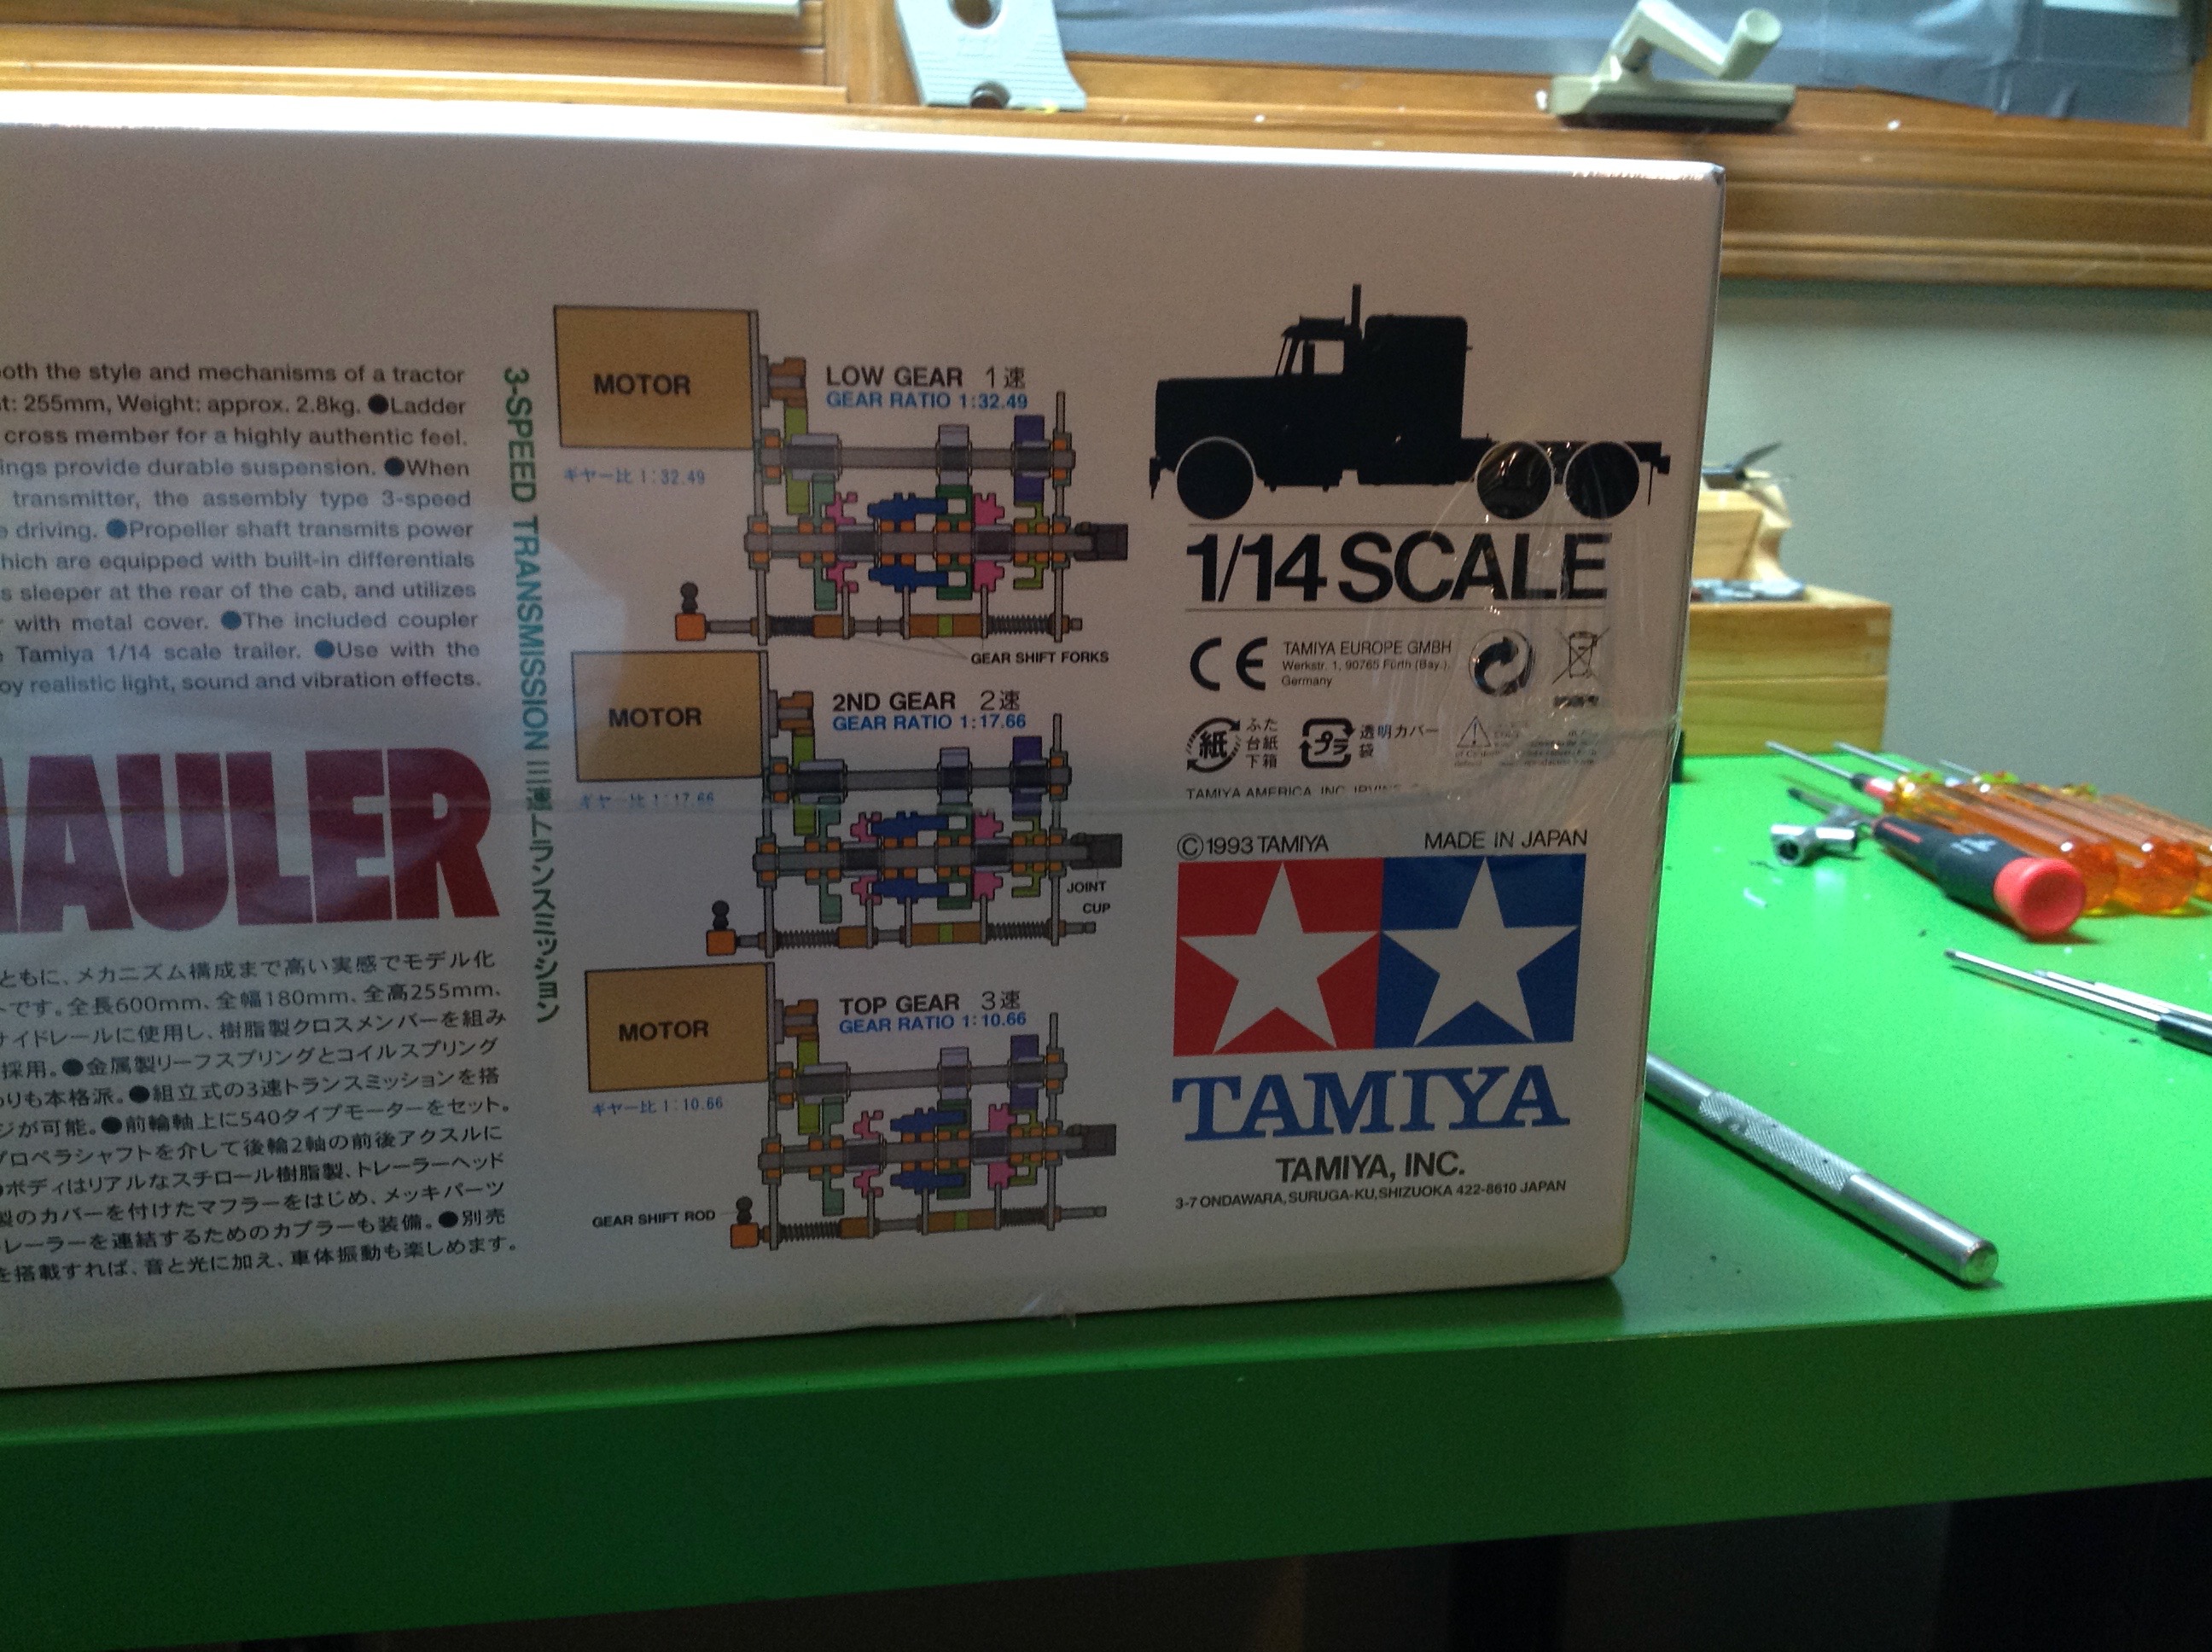 oth the style and mechanisms of a tractor
t: 255mm, Weight: approx. 2.8kg. ●Ladder
cross member for a highly authentic feel.
ings provide durable suspension. ●When
transmitter, the assembly type 3-speed
e driving. ●Propeller shaft transmits power
hich are equipped with built-in differentials
s sleeper at the rear of the cab, and utilizes
with metal cover. ●The included coupler
Tamiya 1/14 scale trailer. ●Use with the
oy realistic light, sound and vibration effects.
HAULER
ともに、メカニズム構成まで高い実感でモデル化
トです。全長600mm、全幅180mm、全高255mm、
サイドレールに使用し、樹脂製クロスメンバーを組み
採用。●金属製リーフスプリングとコイルスプリング
わりも本格派。●組立式の3速トランスミッションを搭
ジが可能。●前輪軸上に540タイプモーターをセット。
プロペラシャフトを介して後輪2軸の前後アクスルに
●ボディはリアルなスチロール樹脂製、トレーラーヘッド
製のカバーを付けたマフラーをはじめ、メッキパーツ
レーラーを連結するためのカプラーも装備。●別売
を搭載すれば、音と光に加え、車体振動も楽しめます。
3-SPEED TRANSMISSION 三速トランスミッション
MOTOR
LOW GEAR 1速
GEAR RATIO 1:32.49
ギヤー比 1:32.49
GEAR SHIFT FORKS
MOTOR
2ND GEAR 2速
GEAR RATIO 1:17.66
ギヤー比 1:17.66
JOINT
CUP
MOTOR
TOP GEAR 3速
GEAR RATIO 1:10.66
ギヤー比 1:10.66
GEAR SHIFT ROD
1/14 SCALE
CE
TAMIYA EUROPE GMBH
Werkstr. 1, 90765 Fürth (Bay.),
Germany
紙
ふた
台紙
下箱
プラ
透明カバー
袋
TAMIYA AMERICA, INC.
©1993 TAMIYA MADE IN JAPAN
TAMIYA
TAMIYA, INC.
3-7 ONDAWARA, SURUGA-KU, SHIZUOKA 422-8610 JAPAN